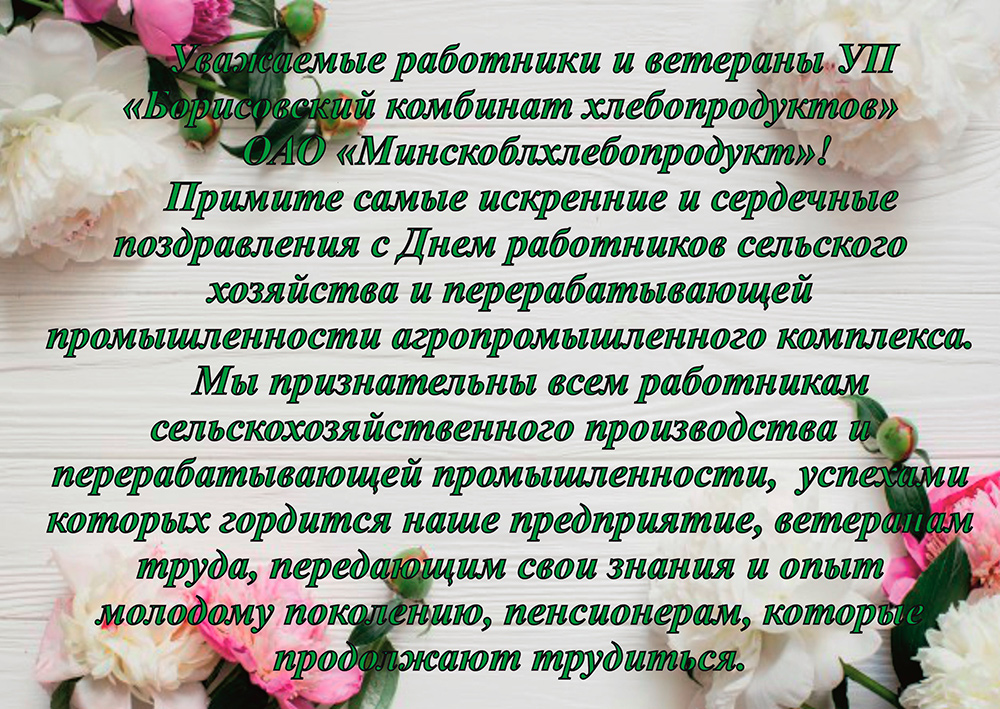 Уважаемые работники и ветераны УП
«Борисовский комбинат хлебопродуктов»
ОАО «Минскоблхлебопродукт»!
Примите самые искренние и сердечные
поздравления с Днем работников сельского
хозяйства и перерабатывающей
промышленности агропромышленного комплекса.
Мы признательны всем работникам
сельскохозяйственного производства и
перерабатывающей промышленности, успехами
которых гордится наше предприятие, ветеранам
труда, передающим свои знания и опыт
молодому поколению, пенсионерам, которые
продолжают трудиться.